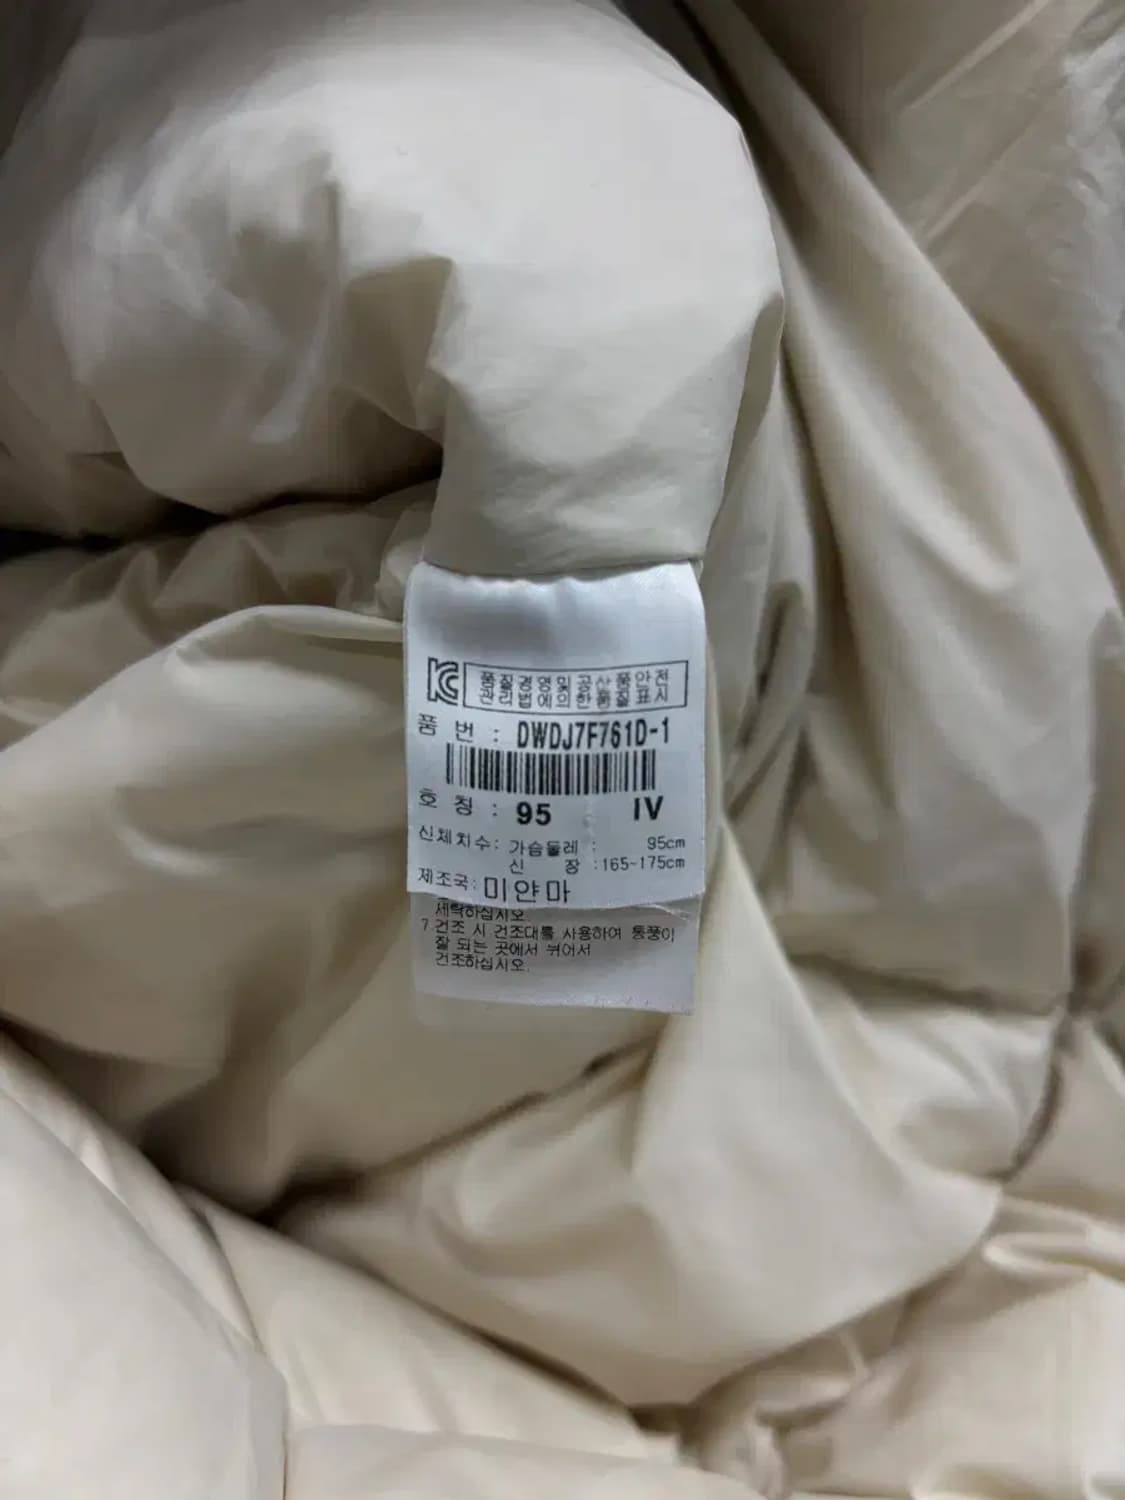 KC 품질경영및공산품안전
관리법에의한품질표시
품 번 : DWDJ7F761D-1
호 칭 : 95 IV
신체치수: 가슴둘레 : 95cm
신 장 :165-175cm
제조국: 미얀마
세탁하십시오.
7.건조 시 건조대를 사용하여 통풍이
잘 되는 곳에서 뉘어서
건조하십시오.